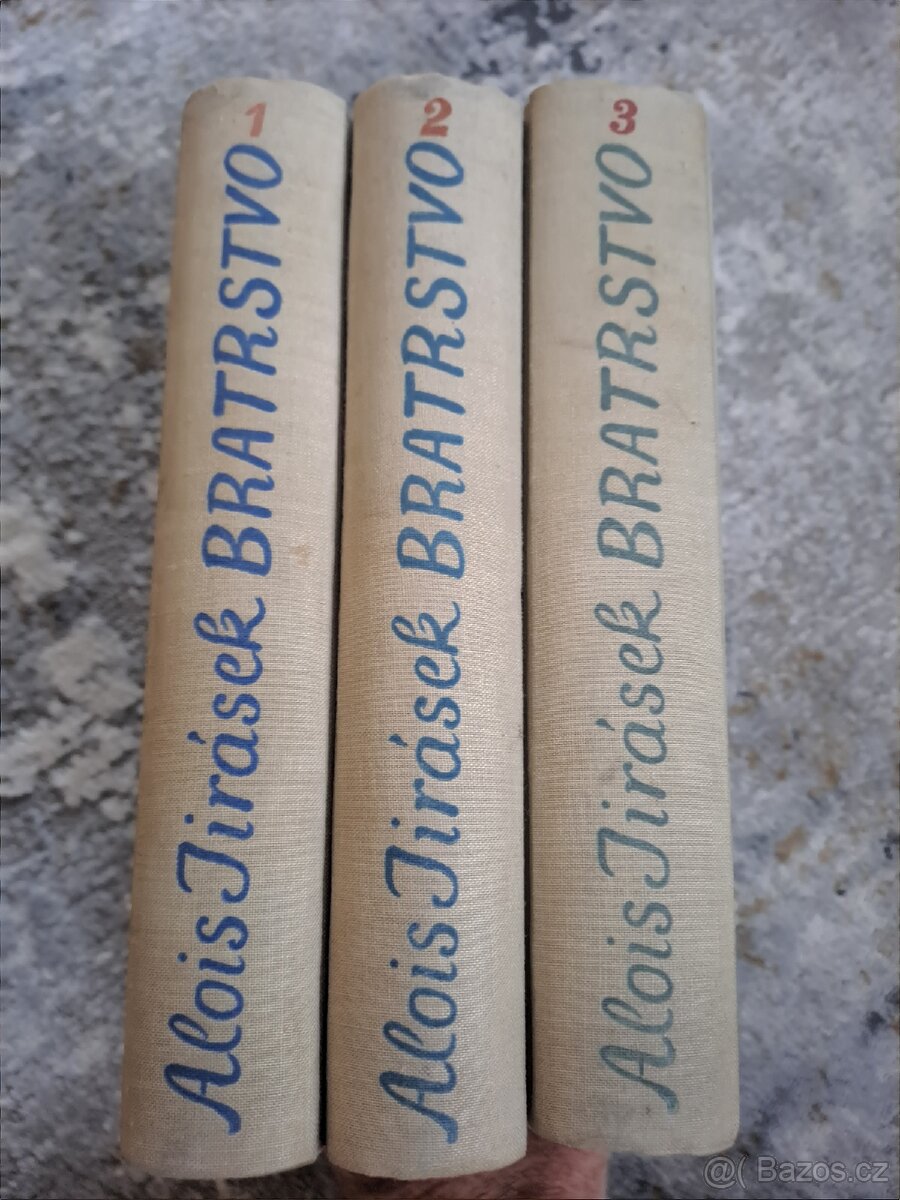 1
Alois Jirásek BRATRSTVO
2
Alois Jirásek BRATRSTVO
3
Alois Jirásek BRATRSTVO
@( Bazos.cz